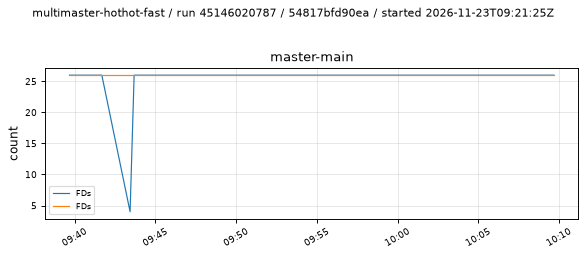 multimaster-hothot-fast / run 45146020787 / 54817bfd90ea / started 2026-11-23T09:21:25Z
master-main
count
25
20
15
10
5
FDs
FDs
09:40
09:45
09:50
09:55
10:00
10:05
10:10